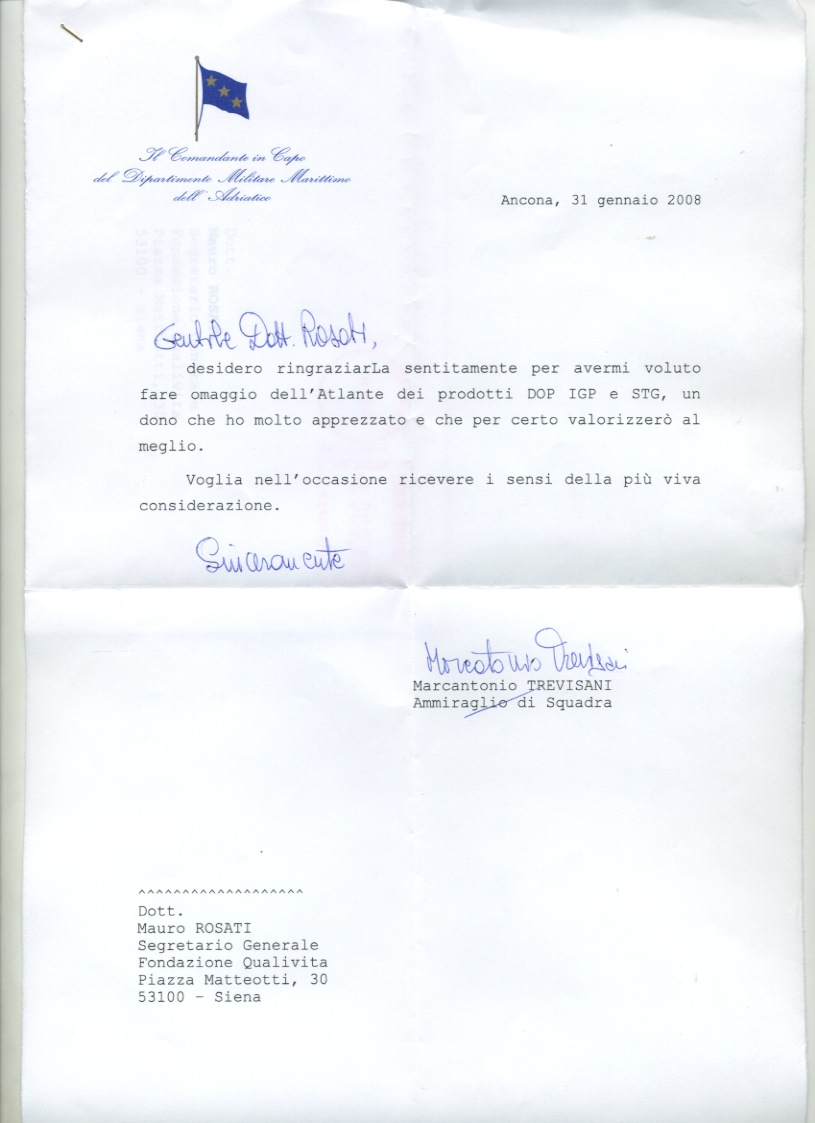 Il Comandante in Capo
del Dipartimento Militare Marittimo
dell'Adriatico
Ancona, 31 gennaio 2008
Gentile Dott. Rosati,
desidero ringraziarLa sentitamente per avermi voluto
fare omaggio dell'Atlante dei prodotti DOP IGP e STG, un
dono che ho molto apprezzato e che per certo valorizzerò al
meglio.
Voglia nell'occasione ricevere i sensi della più viva
considerazione.
Sinceramente
Marcantonio Trevisani
Marcantonio TREVISANI
Ammiraglio di Squadra
^^^^^^^^^^^^^^^^^^^
Dott.
Mauro ROSATI
Segretario Generale
Fondazione Qualivita
Piazza Matteotti, 30
53100 – Siena